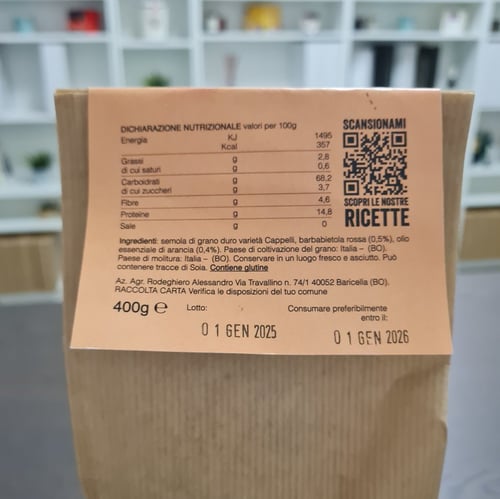 DICHIARAZIONE NUTRIZIONALE valori per 100g
Energia KJ 1495
Kcal 357
Grassi g 2,8
di cui saturi g 0,6
Carboidrati g 68,2
di cui zuccheri g 3,7
Fibre g 4,6
Proteine g 14,8
Sale g 0
SCANSIONAMI
SCOPRI LE NOSTRE
RICETTE
Ingredienti: semola di grano duro varietà Cappelli, barbabietola rossa (0,5%), olio
essenziale di arancia (0,4%). Paese di coltivazione del grano: Italia – (BO).
Paese di molitura: Italia – (BO). Conservare in un luogo fresco e asciutto. Può
contenere tracce di Soia. Contiene glutine
Az. Agr. Rodeghiero Alessandro Via Travallino n. 74/1 40052 Baricella (BO).
RACCOLTA CARTA Verifica le disposizioni del tuo comune
400g ℮ Lotto: Consumare preferibilmente
entro il:
01 GEN 2025 01 GEN 2026